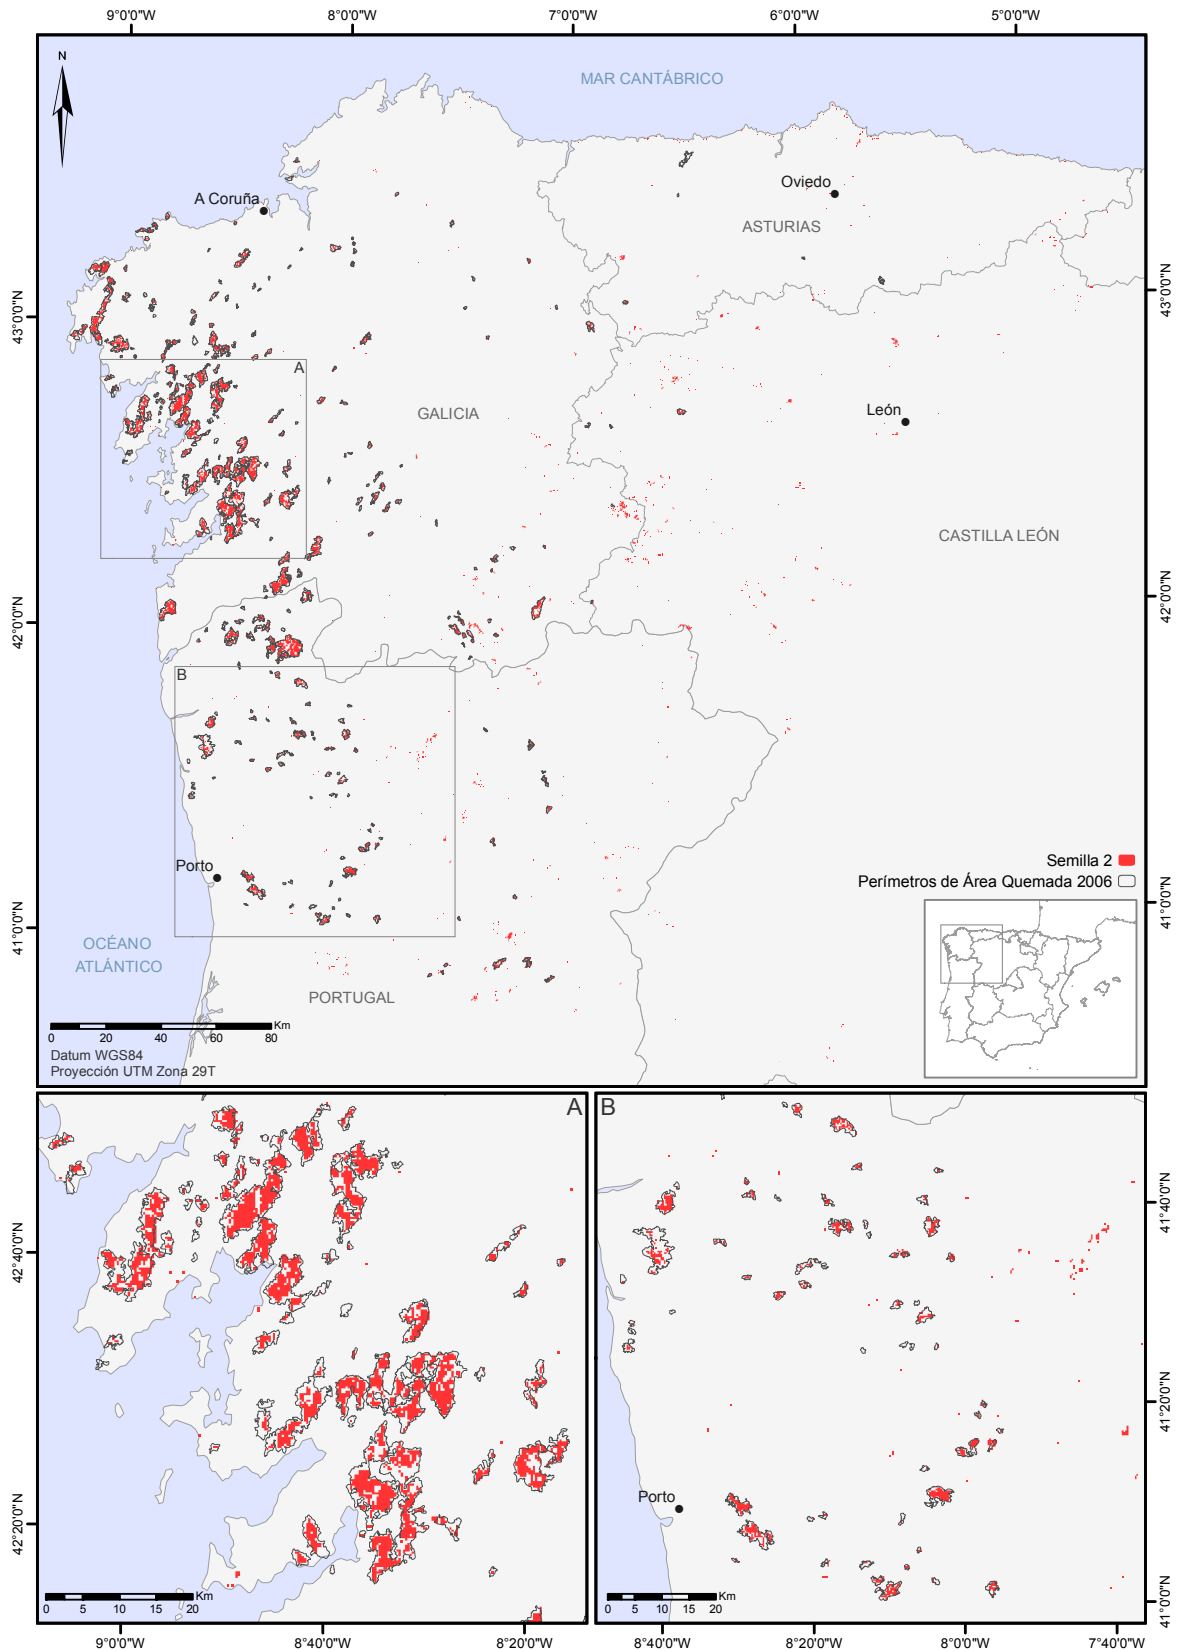 9°0'0"W 8°0'0"W 7°0'0"W 6°0'0"W 5°0'0"W
N
MAR CANTÁBRICO
A Coruña
Oviedo
ASTURIAS
43°0'0"N
43°0'0"N
A
GALICIA
León
CASTILLA LEÓN
42°0'0"N
42°0'0"N
B
Porto
Semilla 2
Perímetros de Área Quemada 2006
41°0'0"N
41°0'0"N
OCÉANO
ATLÁNTICO
PORTUGAL
0 20 40 60 80 Km
Datum WGS84
Proyección UTM Zona 29T
A
42°40'0"N
42°20'0"N
0 5 10 15 20 Km
9°0'0"W 8°40'0"W 8°20'0"W
B
41°40'0"N
41°20'0"N
41°0'0"N
Porto
0 5 10 15 20 Km
8°40'0"W 8°20'0"W 8°0'0"W 7°40'0"W